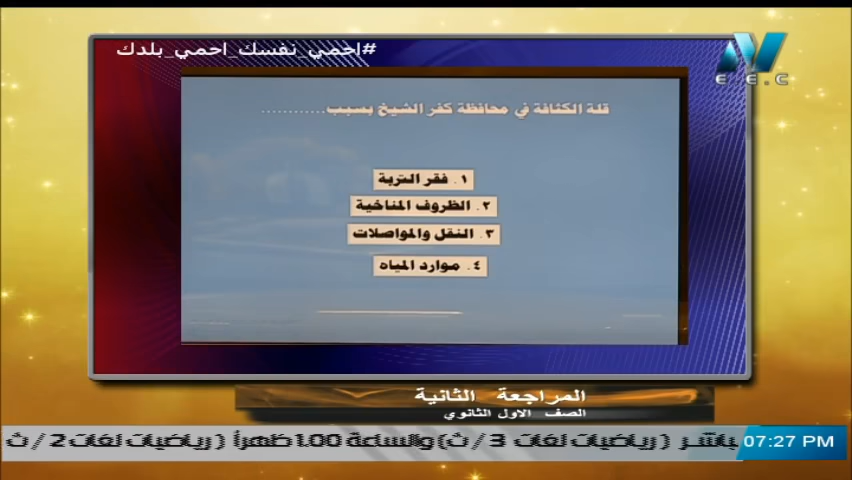 #احمي_نفسك_احمي_بلدك
E.E.C
قلة الكثافة في محافظة كفر الشيخ بسبب............
١. فقر التربة
٢. الظروف المناخية
٣. النقل والمواصلات
٤. موارد المياه
المراجعة الثانية
الصف الاول الثانوي
باشر ( رياضيات لغات 3 / ث) والساعة 1.00 ظهرأ ( رياضيات لغات 2 / ث
07:27 PM